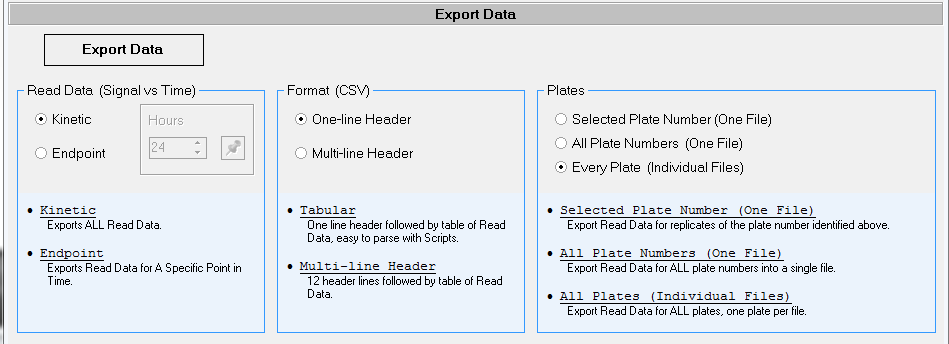 Export Data
Export Data
Read Data (Signal vs Time)
Kinetic
Endpoint
Hours
24
• Kinetic
Exports ALL Read Data.
• Endpoint
Exports Read Data for A Specific Point in
Time.
Format (CSV)
One-line Header
Multi-line Header
• Tabular
One line header followed by table of Read
Data, easy to parse with Scripts.
• Multi-line Header
12 header lines followed by table of Read
Data.
Plates
Selected Plate Number (One File)
All Plate Numbers (One File)
Every Plate (Individual Files)
• Selected Plate Number (One File)
Export Read Data for replicates of the plate number identified above.
• All Plate Numbers (One File)
Export Read Data for ALL plate numbers into a single file.
• All Plates (Individual Files)
Export Read Data for ALL plates, one plate per file.